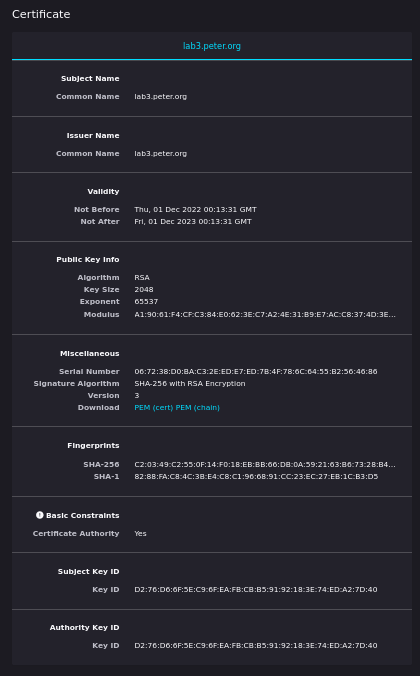 Certificate
lab3.peter.org
Subject Name
Common Name lab3.peter.org
Issuer Name
Common Name lab3.peter.org
Validity
Not Before Thu, 01 Dec 2022 00:13:31 GMT
Not After Fri, 01 Dec 2023 00:13:31 GMT
Public Key Info
Algorithm RSA
Key Size 2048
Exponent 65537
Modulus A1:90:61:F4:CF:C3:84:E0:62:3E:C7:A2:4E:31:B9:E7:AC:C8:37:4D:3E...
Miscellaneous
Serial Number 06:72:38:D0:BA:C3:2E:ED:E7:ED:7B:4F:78:6C:64:55:B2:56:46:86
Signature Algorithm SHA-256 with RSA Encryption
Version 3
Download PEM (cert) PEM (chain)
Fingerprints
SHA-256 C2:03:49:C2:55:0F:14:F0:18:EB:BB:66:DB:0A:59:21:63:B6:73:28:B4...
SHA-1 82:88:FA:C8:4C:3B:E4:C8:C1:96:68:91:CC:23:EC:27:EB:1C:B3:D5
Basic Constraints
Certificate Authority Yes
Subject Key ID
Key ID D2:76:D6:6F:5E:C9:6F:EA:FB:CB:B5:91:92:18:3E:74:ED:A2:7D:40
Authority Key ID
Key ID D2:76:D6:6F:5E:C9:6F:EA:FB:CB:B5:91:92:18:3E:74:ED:A2:7D:40